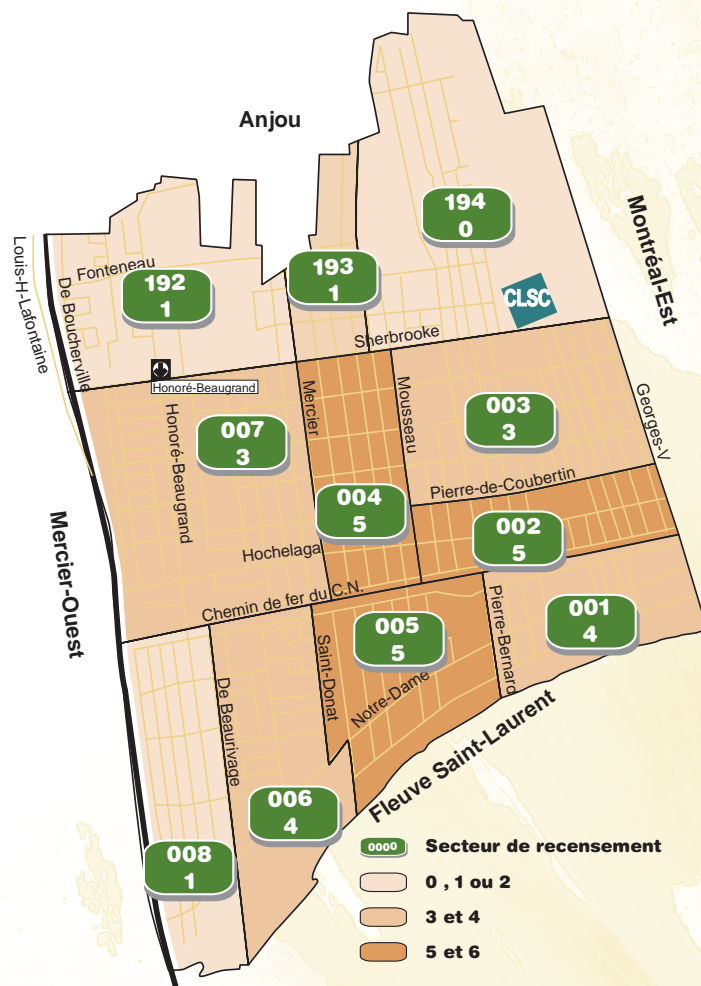 Anjou
194
0
Montréal-Est
Louis-H-Lafontaine
De Boucherville
Fonteneau
192
1
193
1
CLSC
Sherbrooke
Honoré-Beaugrand
Mercier
Mousseau
Georges-V
003
3
007
3
Honoré-Beaugrand
Pierre-de-Coubertin
004
5
002
5
Mercier-Ouest
Hochelaga
Chemin de fer du C.N.
Pierre-Bernard
001
4
005
5
Saint-Donat
Notre-Dame
De Beaurivage
Fleuve Saint-Laurent
006
4
008
1
0000 Secteur de recensement
0 , 1 ou 2
3 et 4
5 et 6